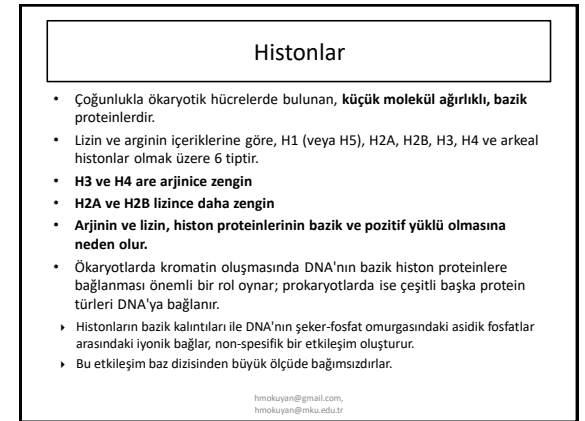 Histonlar
• Çoğunlukla ökaryotik hücrelerde bulunan, küçük molekül ağırlıklı, bazik
proteinlerdir.
• Lizin ve arginin içeriklerine göre, H1 (veya H5), H2A, H2B, H3, H4 ve arkeal
histonlar olmak üzere 6 tiptir.
• H3 ve H4 are arjinice zengin
• H2A ve H2B lizince daha zengin
• Arjinin ve lizin, histon proteinlerinin bazik ve pozitif yüklü olmasına
neden olur.
• Ökaryotlarda kromatin oluşmasında DNA'nın bazik histon proteinlere
bağlanması önemli bir rol oynar; prokaryotlarda ise çeşitli başka protein
türleri DNA'ya bağlanır.
‣ Histonların bazik kalıntıları ile DNA'nın şeker-fosfat omurgasındaki asidik fosfatlar
arasındaki iyonik bağlar, non-spesifik bir etkileşim oluşturur.
‣ Bu etkileşim baz dizisinden büyük ölçüde bağımsızdırlar.
hmokuyan@gmail.com,
hmokuyan@mku.edu.tr